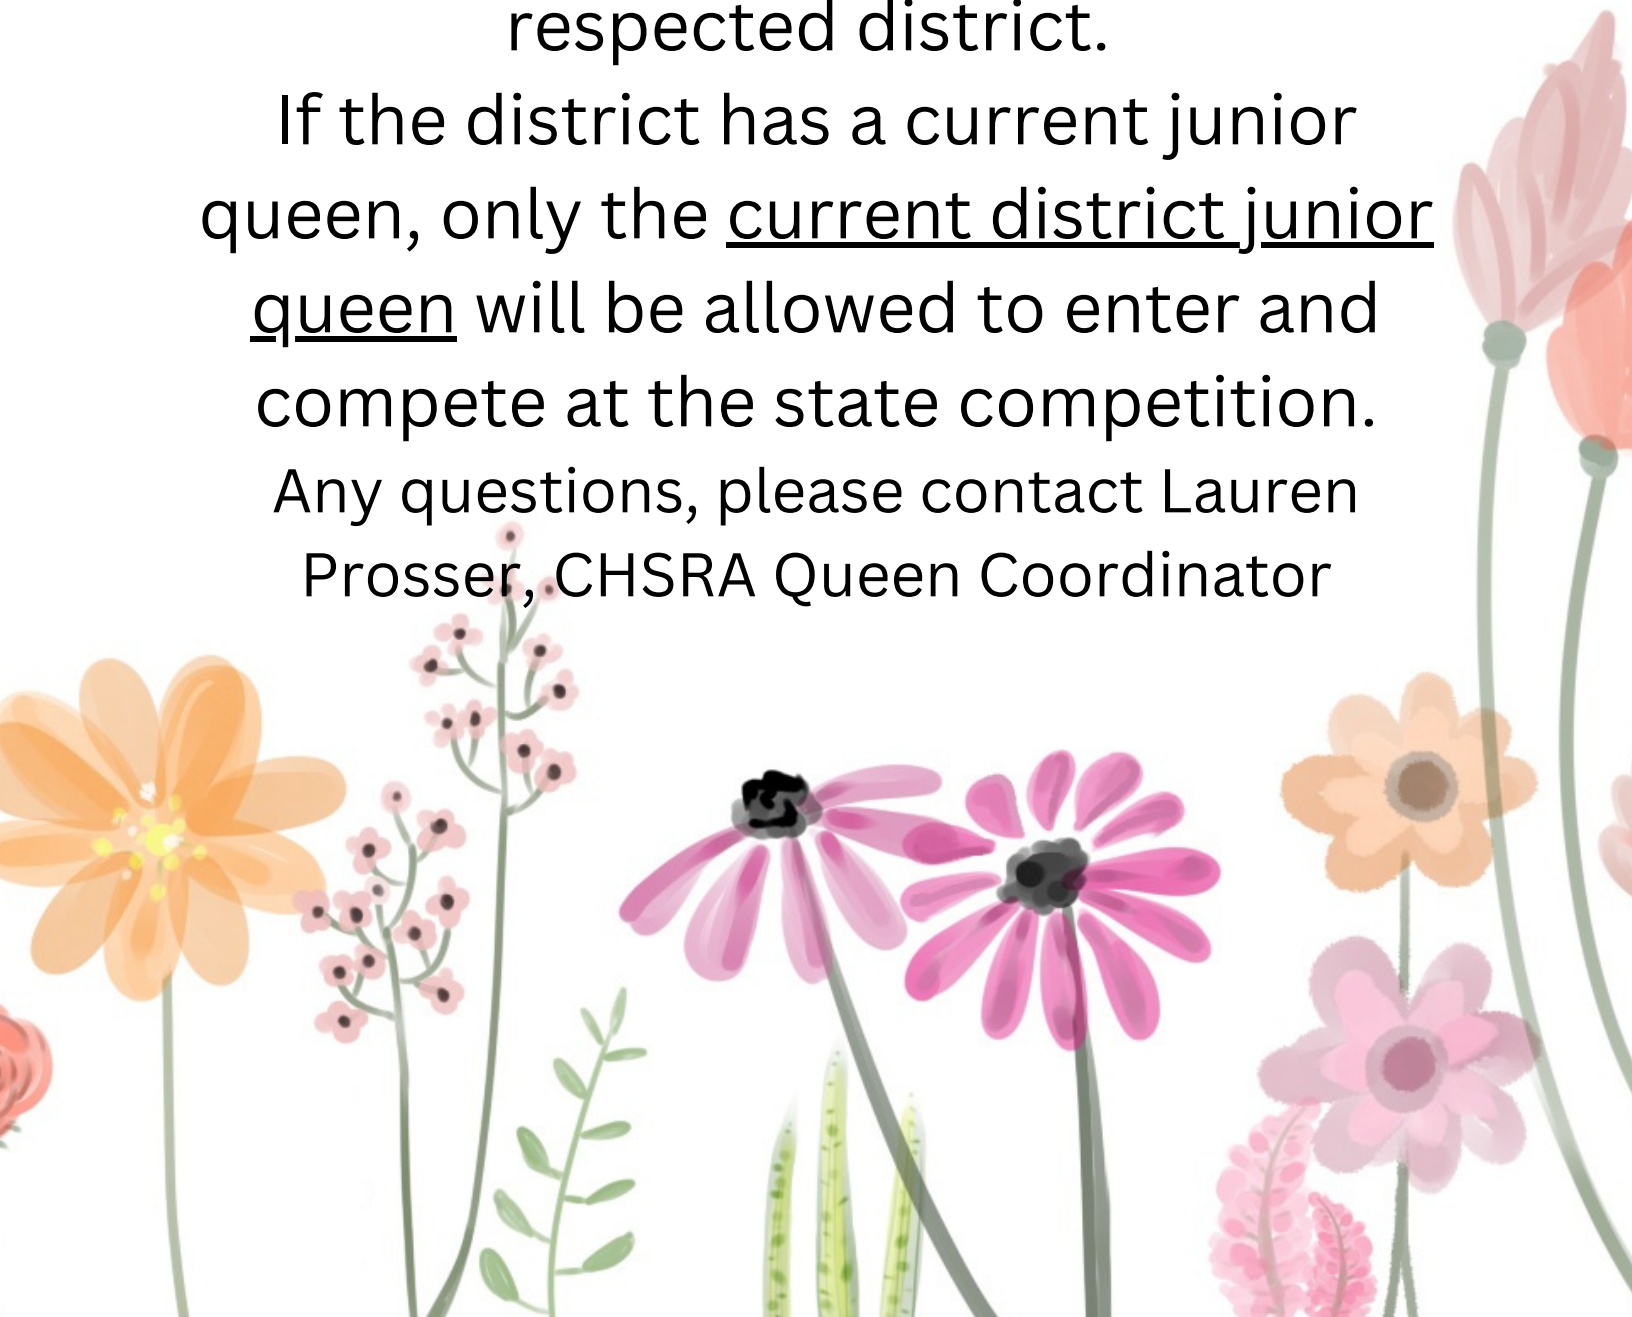 respected district.
If the district has a current junior
queen, only the current district junior
queen will be allowed to enter and
compete at the state competition.
Any questions, please contact Lauren
Prosser, CHSRA Queen Coordinator